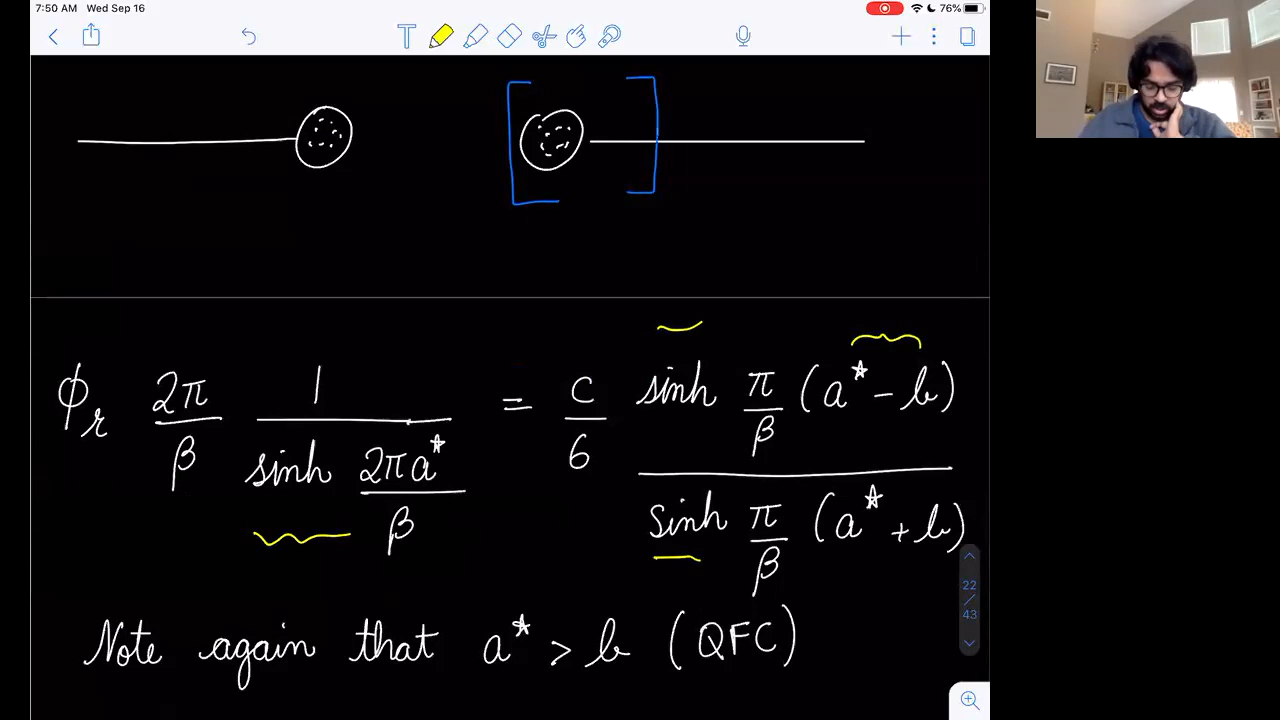 7:50 AM Wed Sep 16 76%
T
ϕ_r 2π/β 1/(sinh 2πa*/β) = c/6 (sinh π/β (a* − b))/(sinh π/β (a* + b))
22
/
43
Note again that a* > b (QFC)